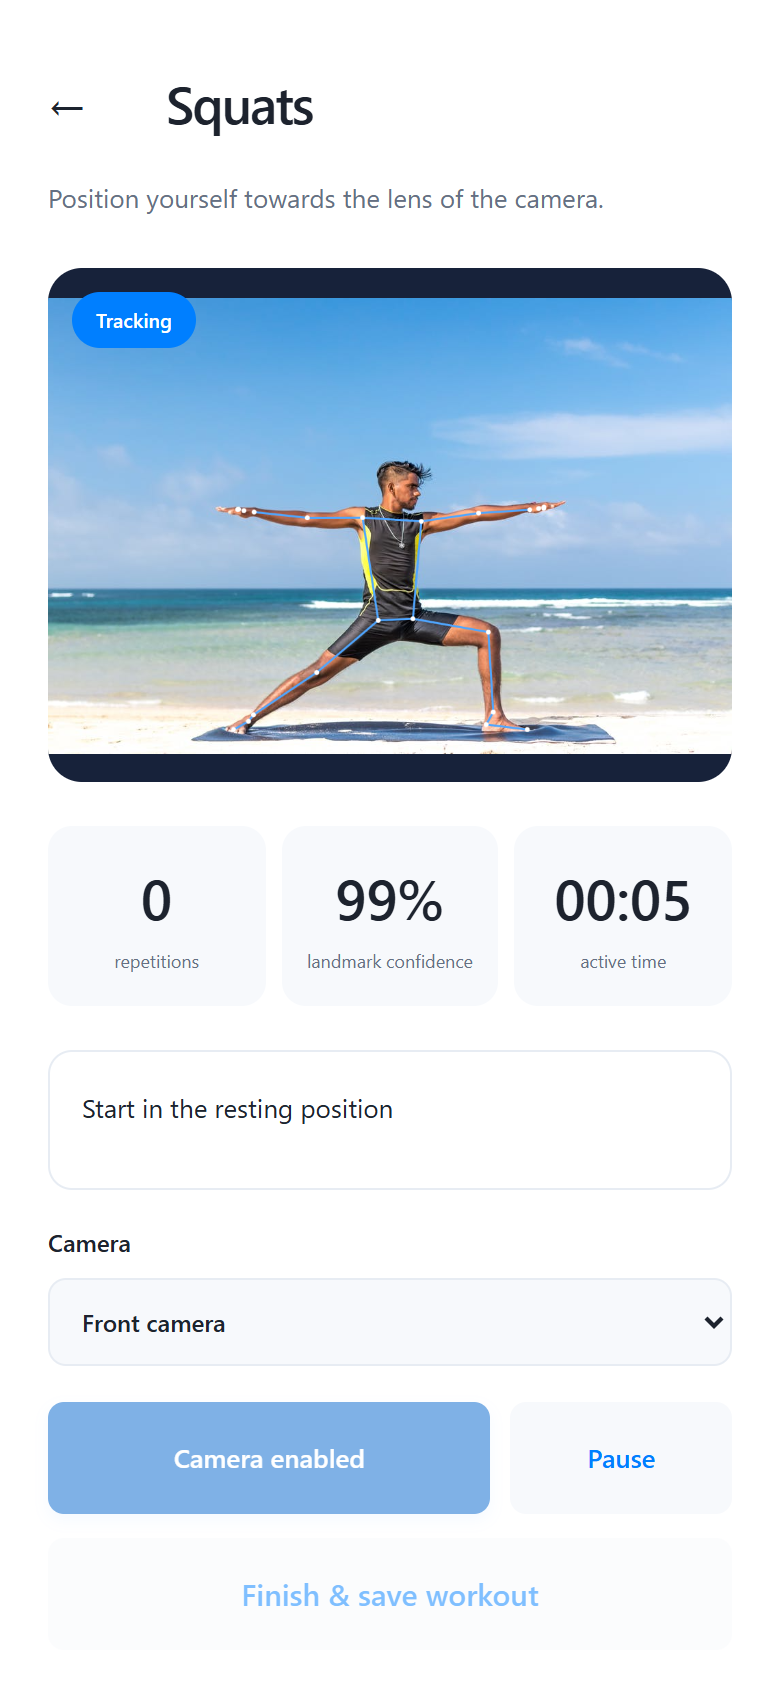 ← Squats
Position yourself towards the lens of the camera.
Tracking
0
repetitions
99%
landmark confidence
00:05
active time
Start in the resting position
Camera
Front camera
Camera enabled
Pause
Finish & save workout